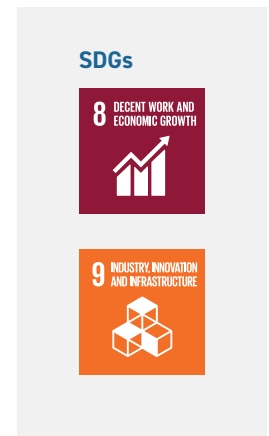 SDGs
8 DECENT WORK AND
ECONOMIC GROWTH
9 INDUSTRY, INNOVATION
AND INFRASTRUCTURE